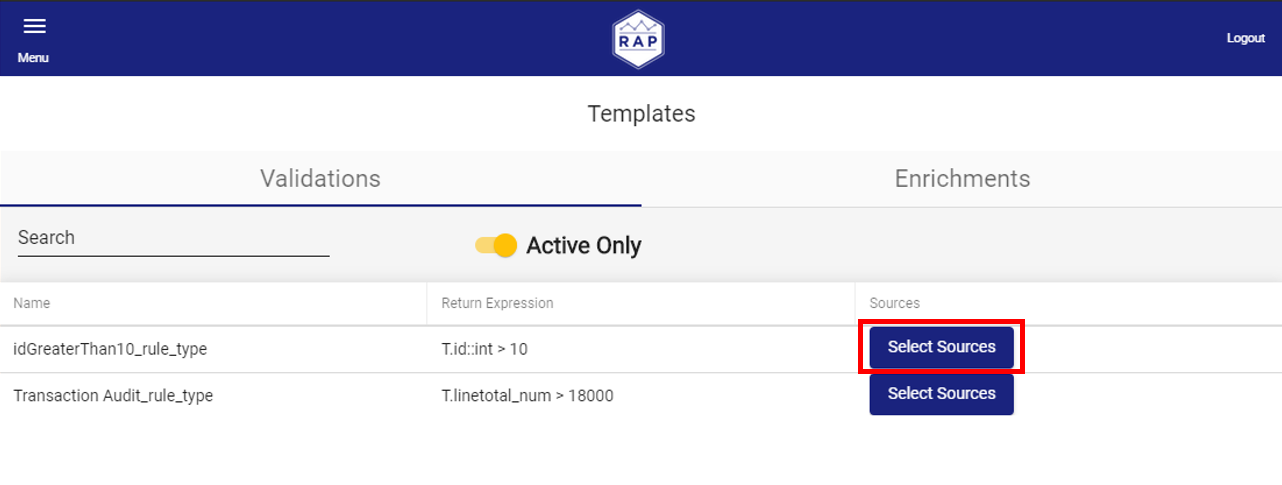 Menu
RAP
Logout
Templates
Validations Enrichments
Search
Active Only
Name Return Expression Sources
idGreaterThan10_rule_type T.id::int > 10 Select Sources
Transaction Audit_rule_type T.linetotal_num > 18000 Select Sources